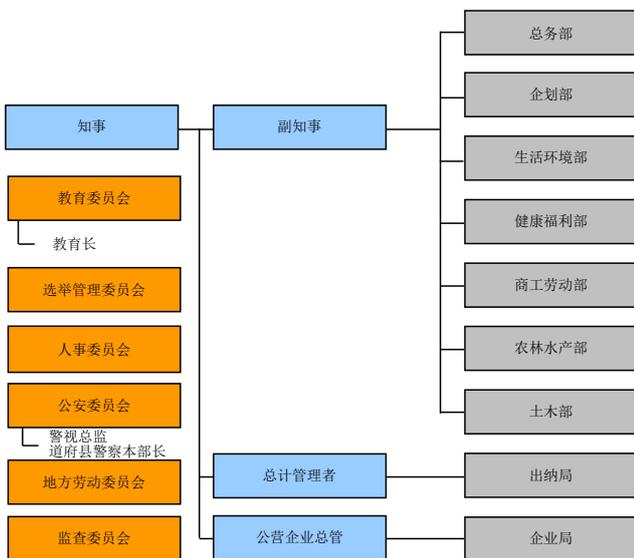 知事
教育委员会
教育长
选举管理委员会
人事委员会
公安委员会
警视总监
道府县警察本部长
地方劳动委员会
监查委员会
副知事
总计管理者
公营企业总管
总务部
企划部
生活环境部
健康福利部
商工劳动部
农林水产部
土木部
出纳局
企业局